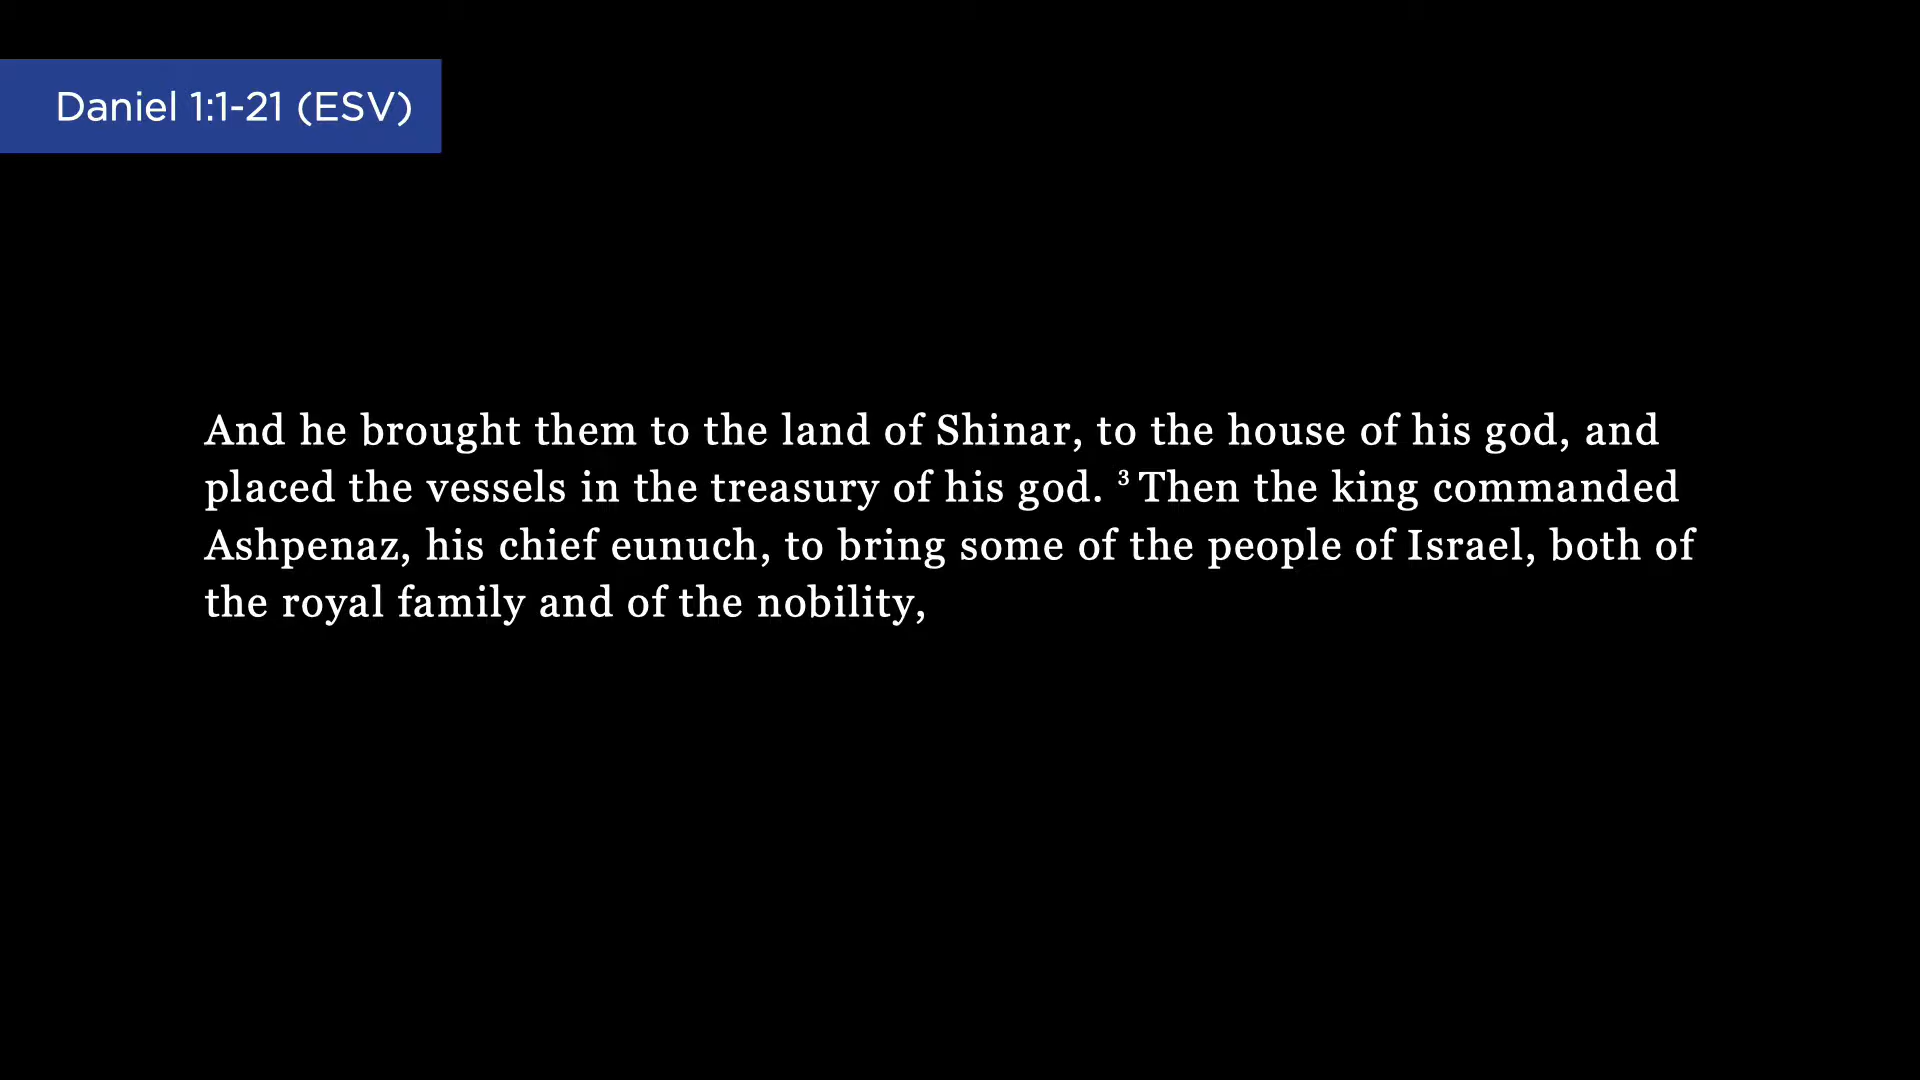 Daniel 1:1-21 (ESV)
And he brought them to the land of Shinar, to the house of his god, and
placed the vessels in the treasury of his god. ³ Then the king commanded
Ashpenaz, his chief eunuch, to bring some of the people of Israel, both of
the royal family and of the nobility,